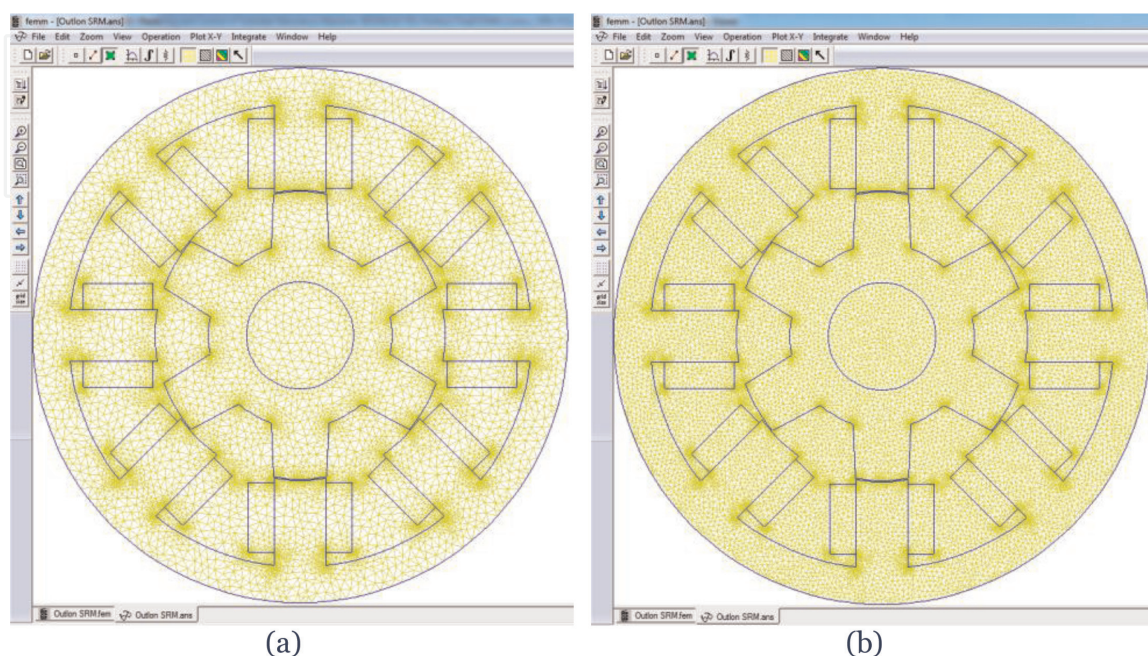 femm - [Outlon SRM.ans]
File Edit Zoom View Operation Plot X-Y Integrate Window Help
Outlon SRM.fem Outlon SRM.ans
(a)
femm - [Outlon SRM.ans]
File Edit Zoom View Operation Plot X-Y Integrate Window Help
Outlon SRM.fem Outlon SRM.ans
(b)